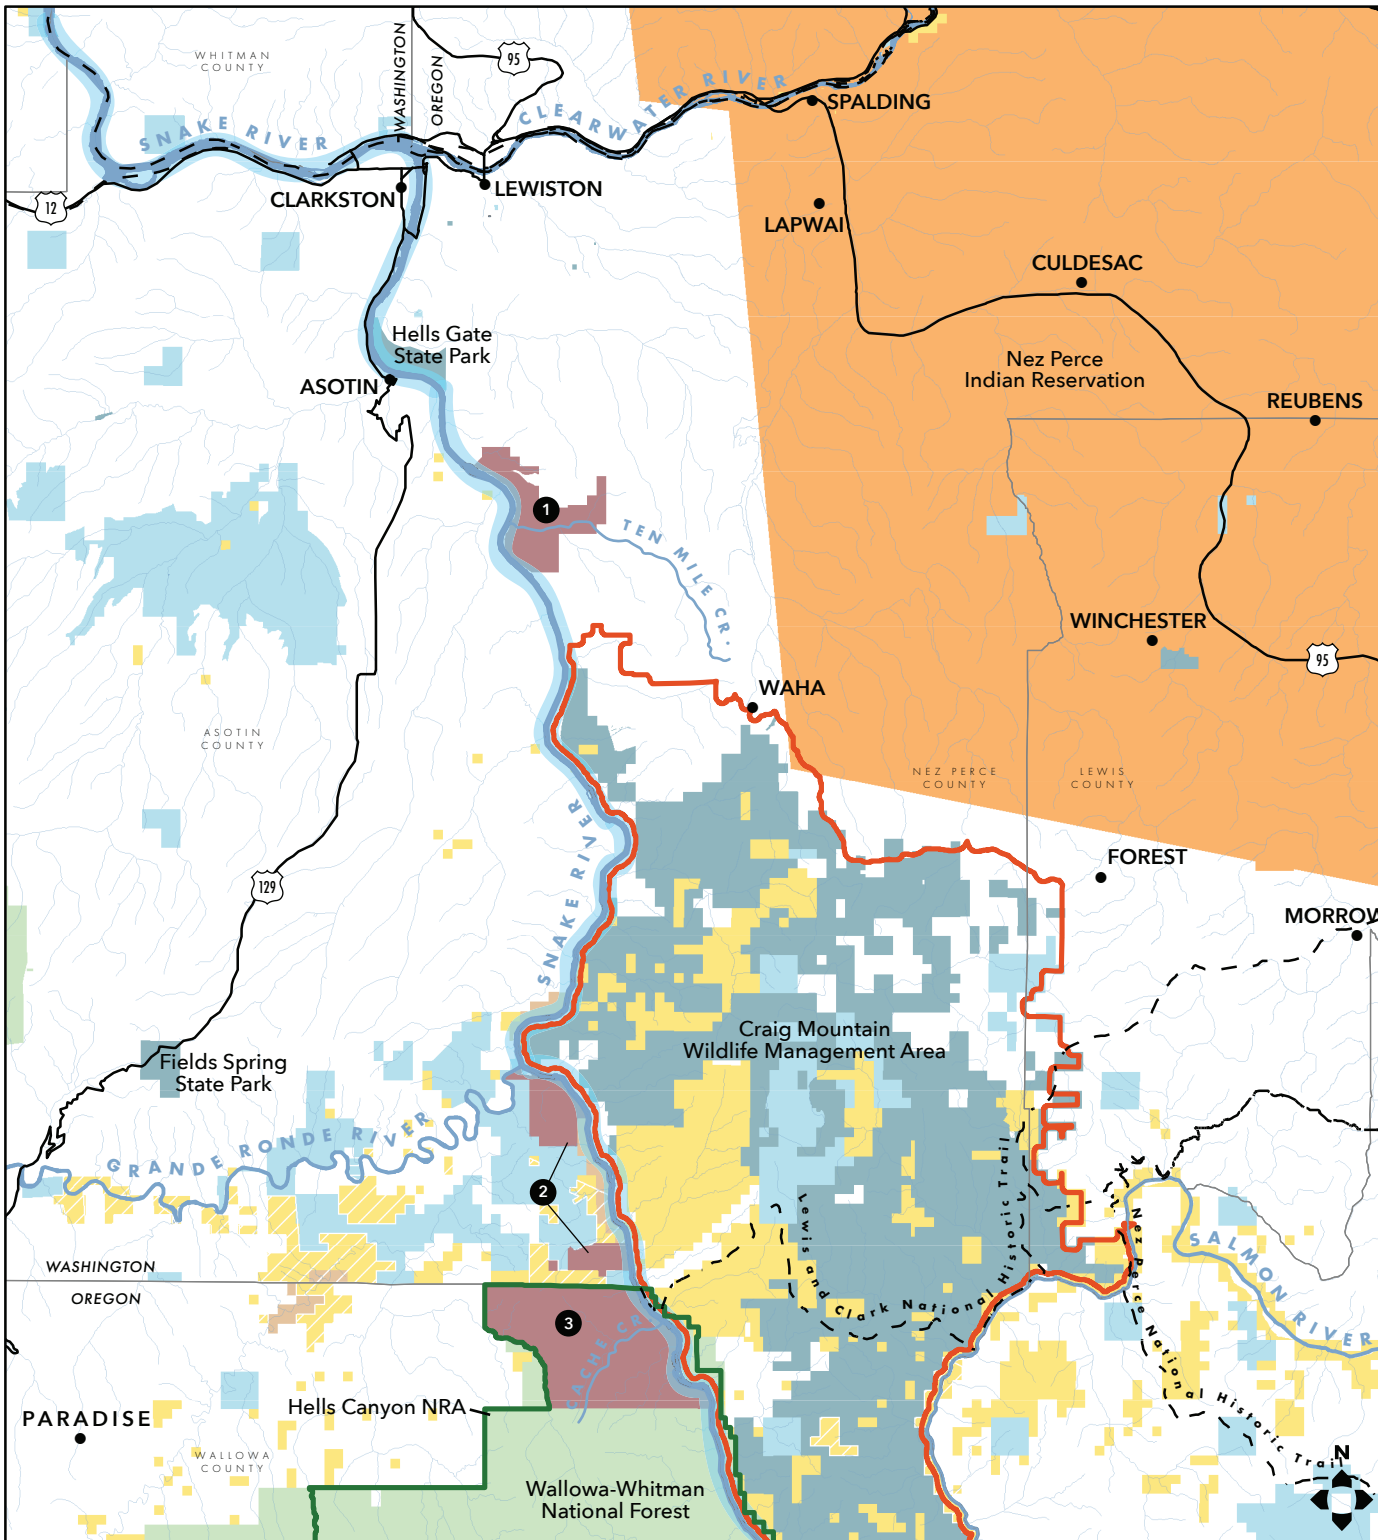 WHITMAN
COUNTY
WASHINGTON
OREGON
95
SNAKE RIVER
CLEARWATER RIVER
SPALDING
12
CLARKSTON
LEWISTON
LAPWAI
CULDESAC
Hells Gate
State Park
ASOTIN
Nez Perce
Indian Reservation
REUBENS
1
TEN MILE CR.
WINCHESTER
95
WAHA
ASOTIN
COUNTY
NEZ PERCE
COUNTY
LEWIS
COUNTY
SNAKE RIVER
FOREST
129
MORROW
Craig Mountain
Wildlife Management Area
Fields Spring
State Park
GRANDE RONDE RIVER
2
Lewis and Clark National Historic Trail
Nez Perce National Historic Trail
SALMON RIVER
WASHINGTON
OREGON
3
CACHE CR.
Hells Canyon NRA
PARADISE
WALLOWA
COUNTY
Wallowa-Whitman
National Forest
N